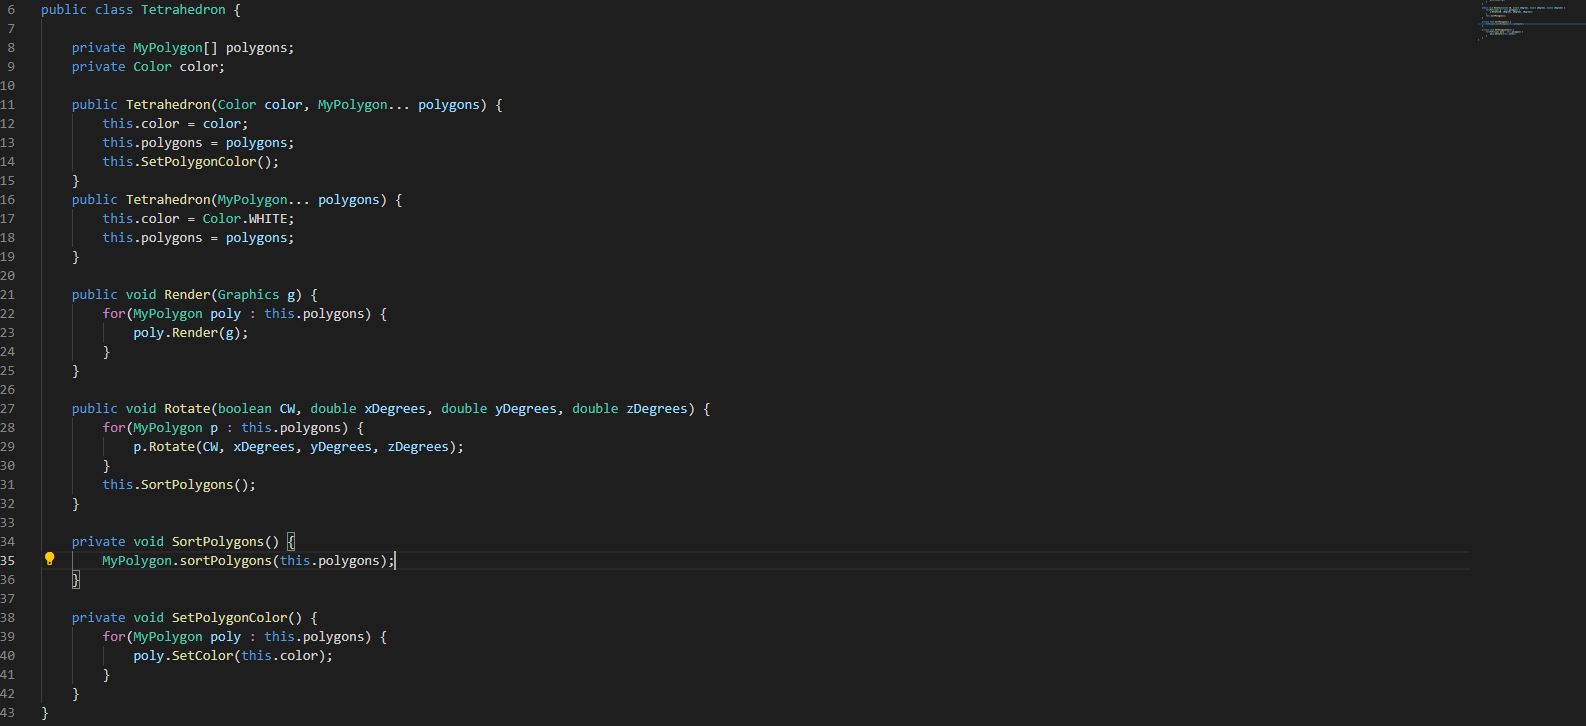 6 public class Tetrahedron {
7
8     private MyPolygon[] polygons;
9     private Color color;
10
11     public Tetrahedron(Color color, MyPolygon... polygons) {
12         this.color = color;
13         this.polygons = polygons;
14         this.SetPolygonColor();
15     }
16     public Tetrahedron(MyPolygon... polygons) {
17         this.color = Color.WHITE;
18         this.polygons = polygons;
19     }
20
21     public void Render(Graphics g) {
22         for(MyPolygon poly : this.polygons) {
23             poly.Render(g);
24         }
25     }
26
27     public void Rotate(boolean CW, double xDegrees, double yDegrees, double zDegrees) {
28         for(MyPolygon p : this.polygons) {
29             p.Rotate(CW, xDegrees, yDegrees, zDegrees);
30         }
31         this.SortPolygons();
32     }
33
34     private void SortPolygons() {
35         MyPolygon.sortPolygons(this.polygons);
36     }
37
38     private void SetPolygonColor() {
39         for(MyPolygon poly : this.polygons) {
40             poly.SetColor(this.color);
41         }
42     }
43 }